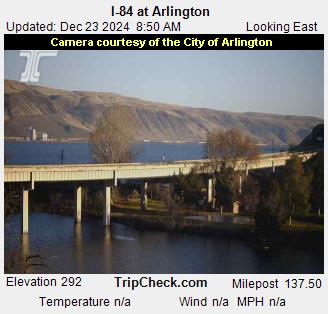 I-84 at Arlington
Updated: Dec 23 2024 8:50 AM Looking East
Camera courtesy of the City of Arlington
Elevation 292 TripCheck.com Milepost 137.50
Temperature n/a Wind n/a MPH n/a